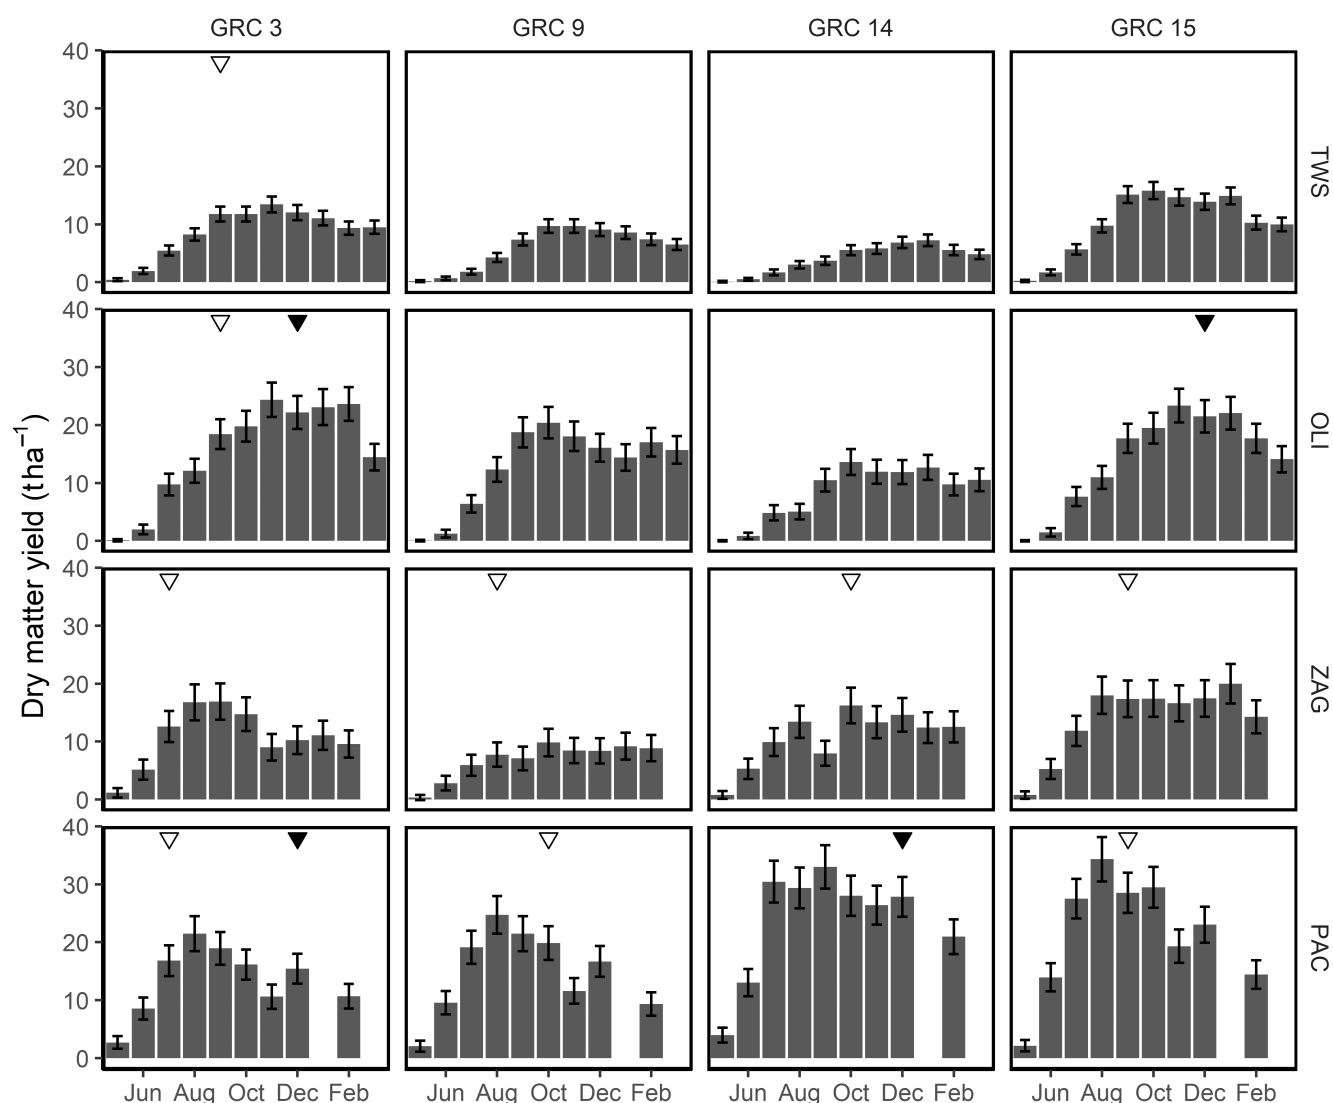 GRC 3 GRC 9 GRC 14 GRC 15
40
30
20
10
0
TWS
40
30
20
10
0
OLI
Dry matter yield (tha⁻¹)
40
30
20
10
0
ZAG
40
30
20
10
0
PAC
Jun Aug Oct Dec Feb Jun Aug Oct Dec Feb Jun Aug Oct Dec Feb Jun Aug Oct Dec Feb